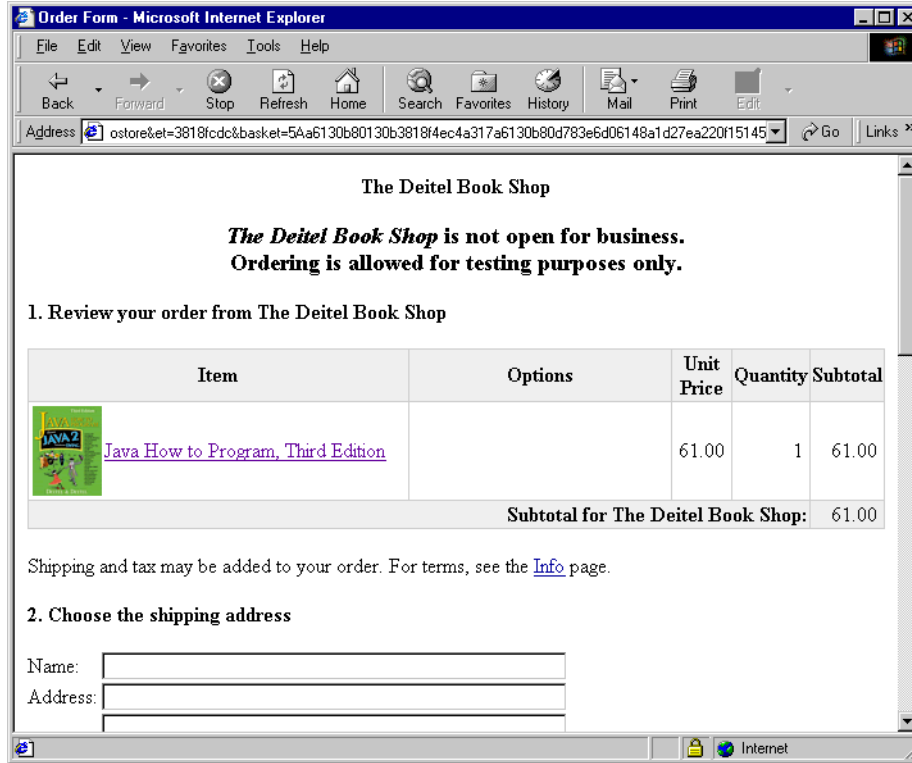 Order Form - Microsoft Internet Explorer
File Edit View Favorites Tools Help
Back Forward Stop Refresh Home Search Favorites History Mail Print Edit
Address ostore&et=3818fcdc&basket=5Aa6130b80130b3818f4ec4a317a6130b80d783e6d06148a1d27ea220f15145 Go Links »
The Deitel Book Shop
The Deitel Book Shop is not open for business.
Ordering is allowed for testing purposes only.
1. Review your order from The Deitel Book Shop
Item Options Unit Price Quantity Subtotal
JAVA 2
Java How to Program, Third Edition 61.00 1 61.00
Subtotal for The Deitel Book Shop: 61.00
Shipping and tax may be added to your order. For terms, see the Info page.
2. Choose the shipping address
Name:
Address:
Internet